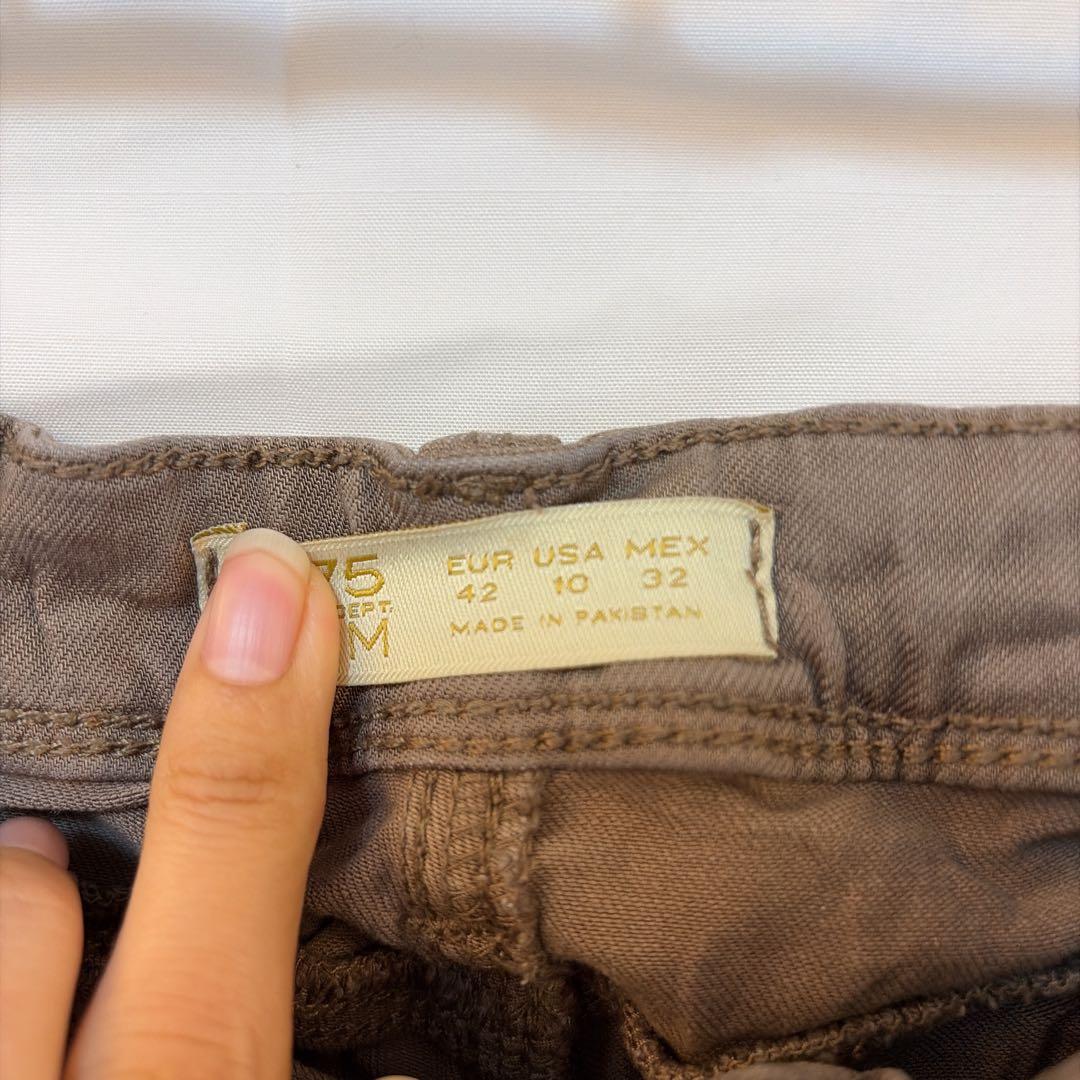 75
EUR USA MEX
42 10 32
MADE IN PAKISTAN